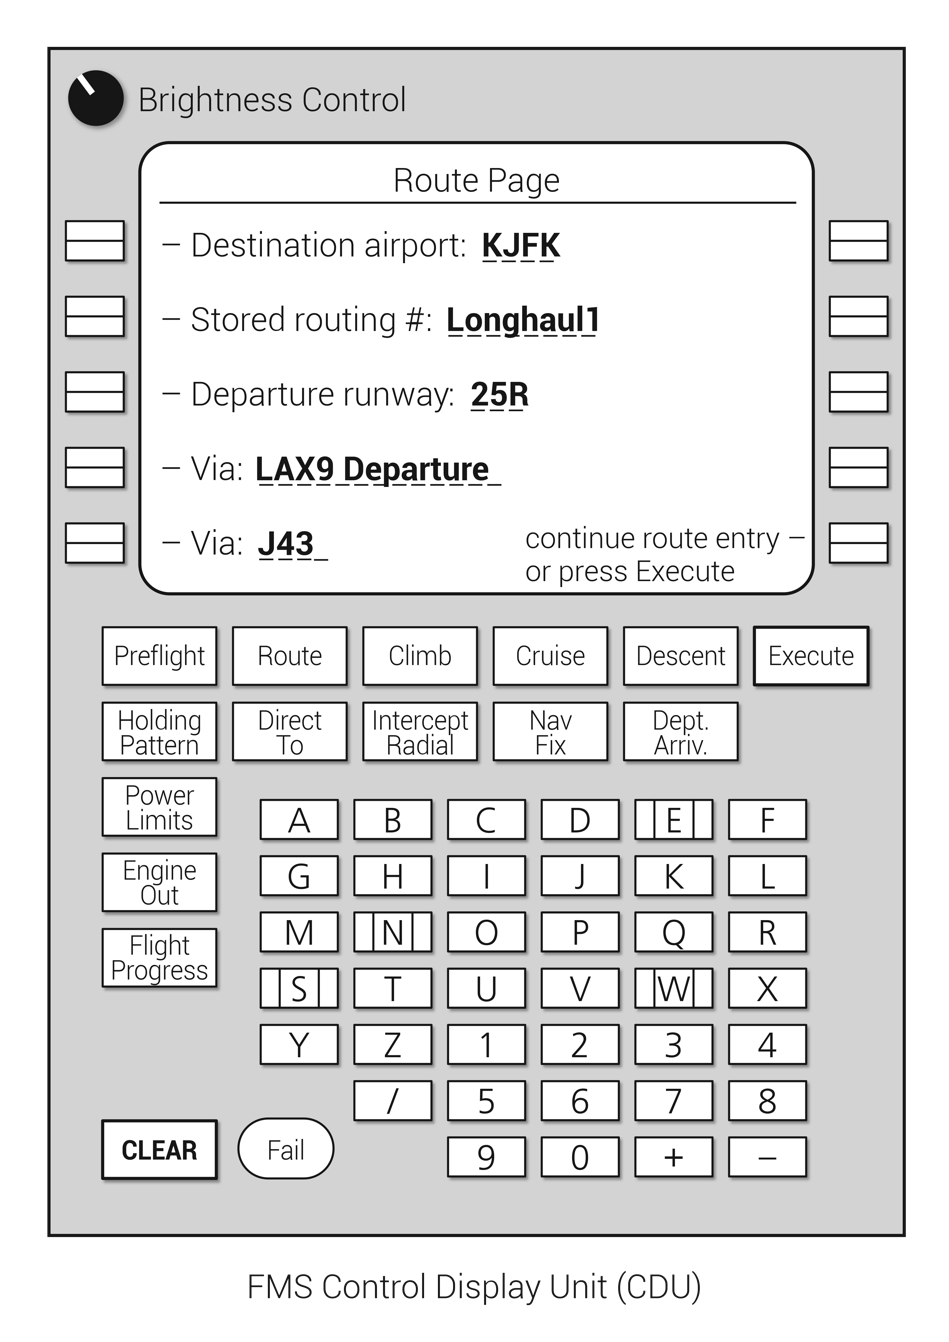 Brightness Control
Route Page
– Destination airport: KJFK
– Stored routing #: Longhaul1
– Departure runway: 25R
– Via: LAX9 Departure_
– Via: J43_
continue route entry –
or press Execute
Preflight Route Climb Cruise Descent Execute
Holding Pattern Direct To Intercept Radial Nav Fix Dept. Arriv.
Power Limits
Engine Out
Flight Progress
A B C D E F
G H I J K L
M N O P Q R
S T U V W X
Y Z 1 2 3 4
/ 5 6 7 8
CLEAR Fail
9 0 + –
FMS Control Display Unit (CDU)